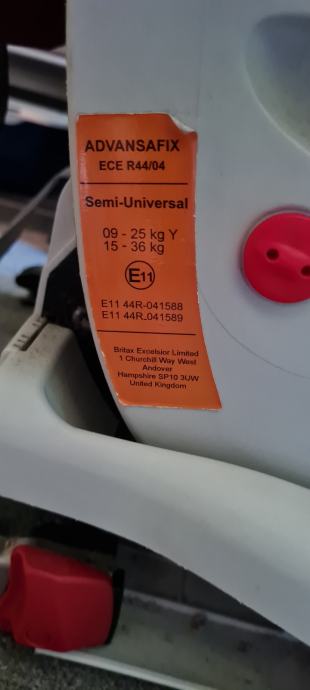 ADVANSAFIX
ECE R44/04
Semi-Universal
09 - 25 kg Y
15 - 36 kg
E11
E11 44R-041588
E11 44R-041589
Britax Excelsior Limited
1 Churchill Way West
Andover
Hampshire SP10 3UW
United Kingdom